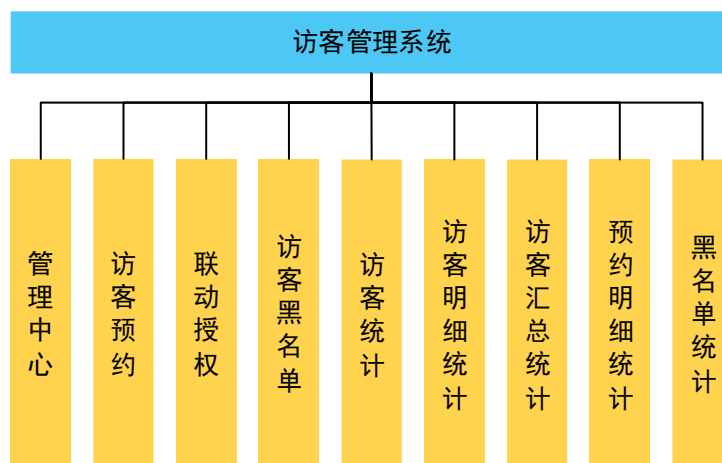 访客管理系统
管理中心
访客预约
联动授权
访客黑名单
访客统计
访客明细统计
访客汇总统计
预约明细统计
黑名单统计